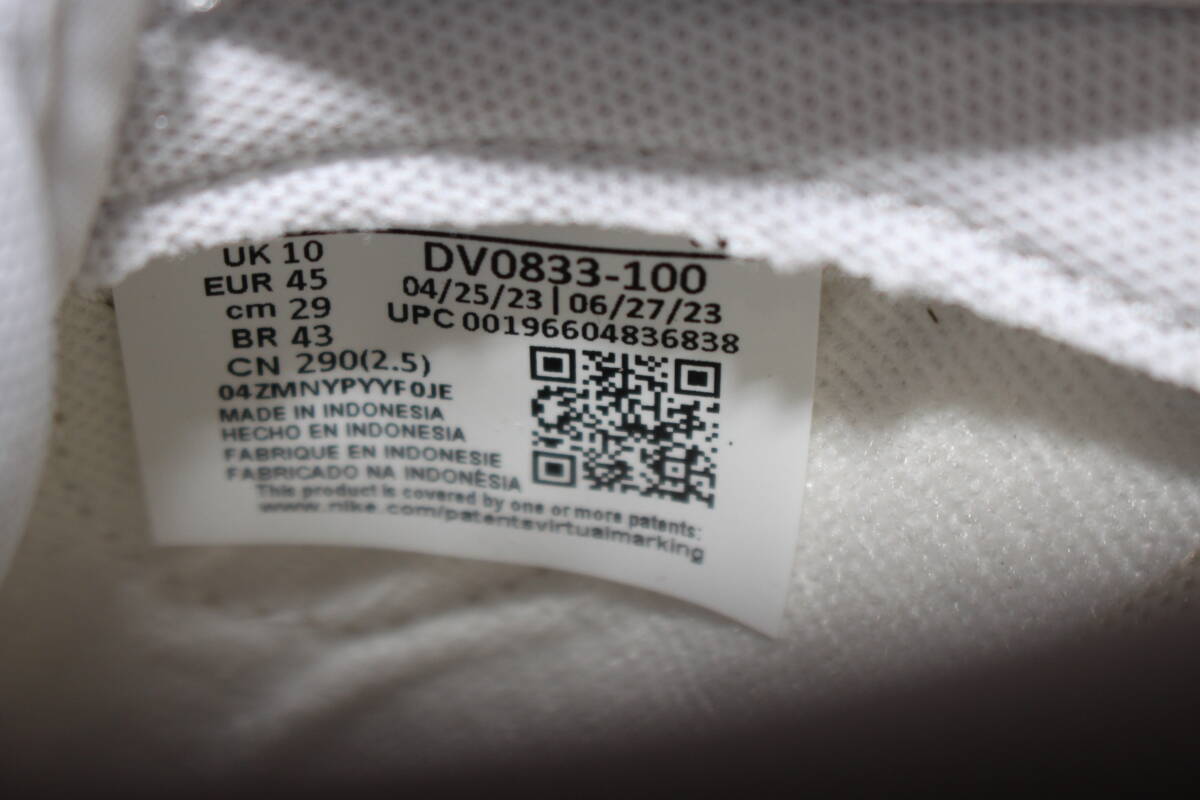 UK 10
EUR 45
cm 29
BR 43
CN 290(2.5)
04ZMNYPYYF0JE
MADE IN INDONESIA
HECHO EN INDONESIA
FABRIQUE EN INDONESIE
FABRICADO NA INDONÉSIA
DV0833-100
04/25/23 | 06/27/23
UPC 00196604836838
This product is covered by one or more patents:
www.nike.com/patentsvirtualmarking